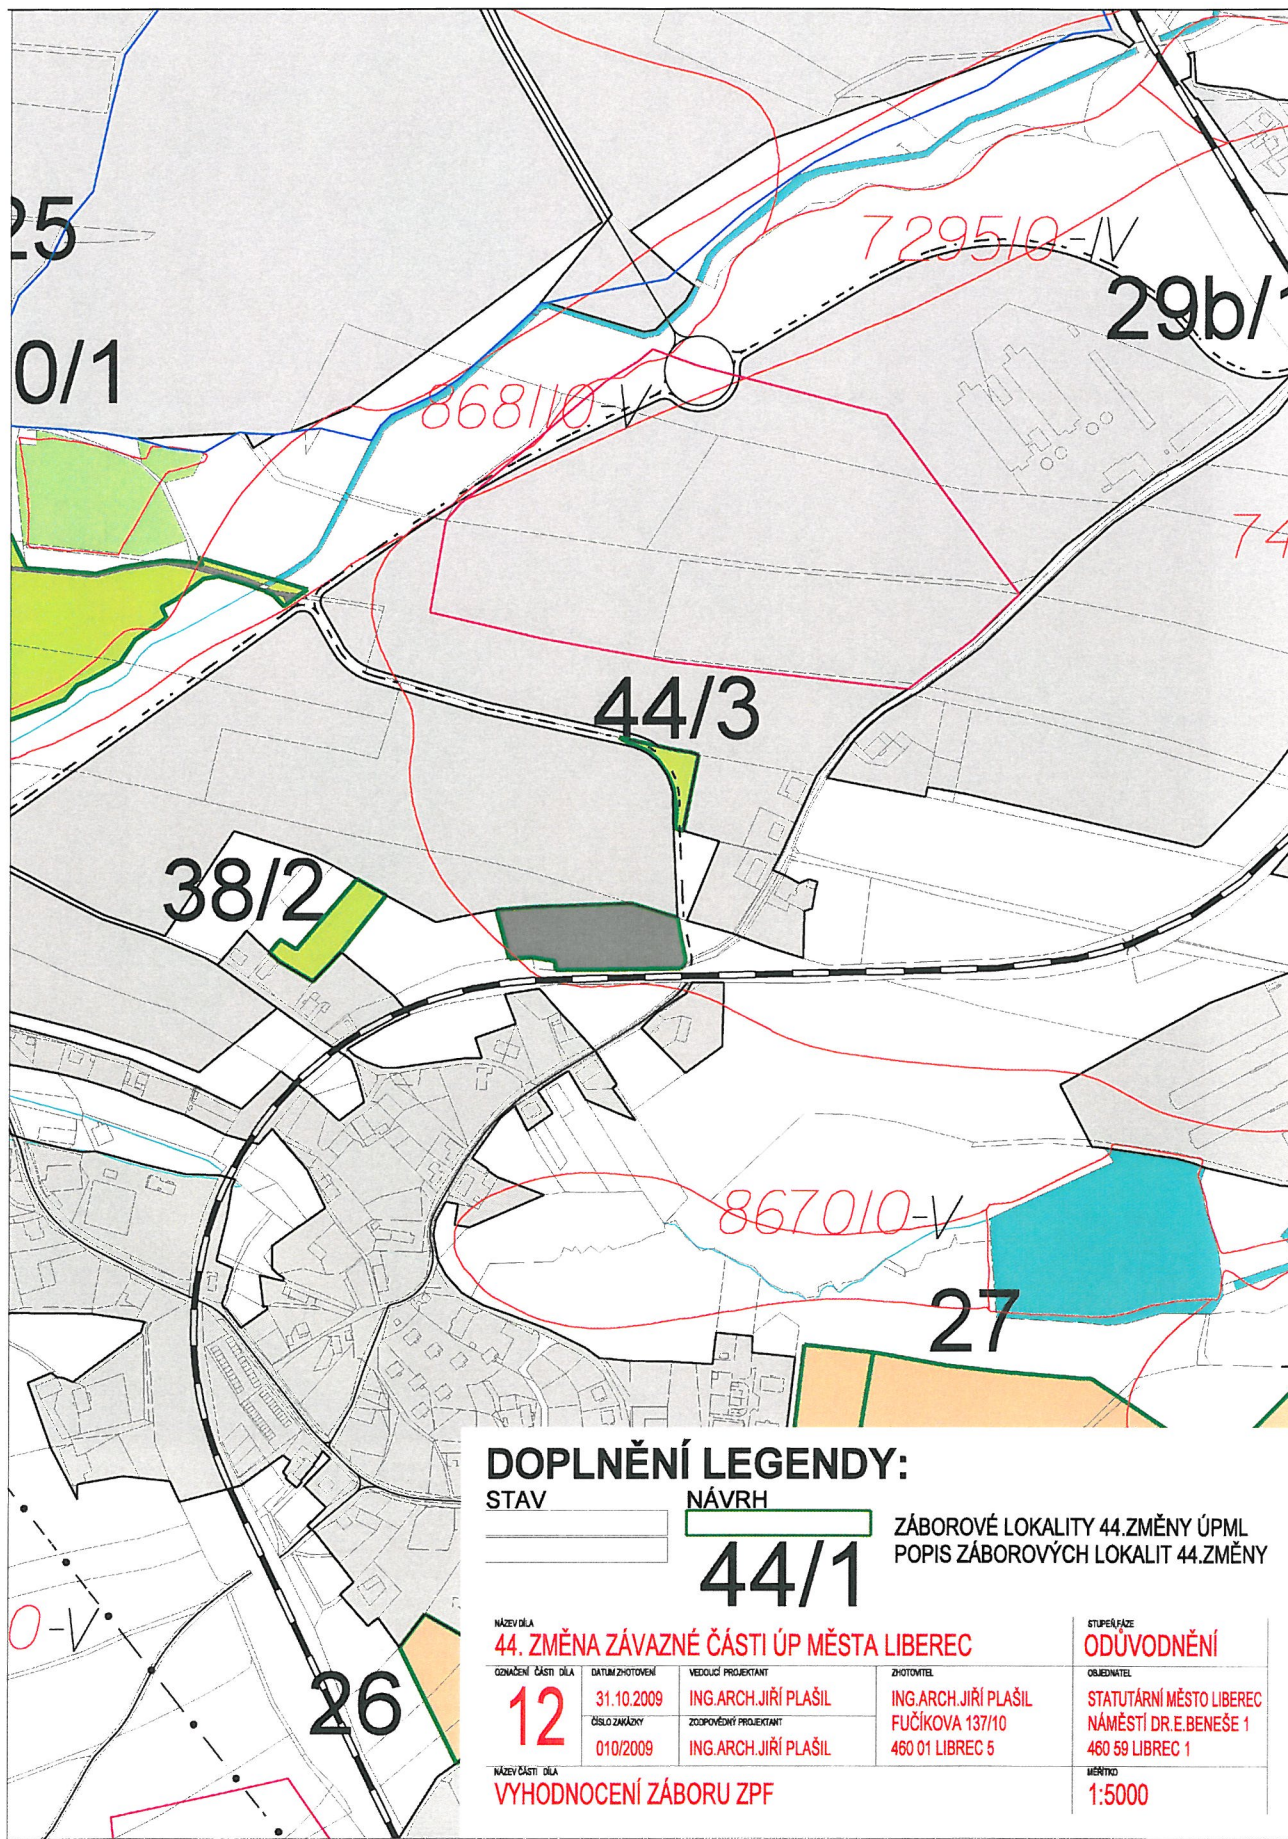 25
0/1
729510-IV
29b/1
868110-V
74
44/3
38/2
867010-V
27
0-V
26
DOPLNĚNÍ LEGENDY:
STAV NÁVRH
ZÁBOROVÉ LOKALITY 44.ZMĚNY ÚPML
44/1 POPIS ZÁBOROVÝCH LOKALIT 44.ZMĚNY
NÁZEV DÍLA
44. ZMĚNA ZÁVAZNÉ ČÁSTI ÚP MĚSTA LIBEREC
STUPEŇ,FÁZE
ODŮVODNĚNÍ
OZNAČENÍ ČÁSTI DÍLA
12
DATUM ZHOTOVENÍ
31.10.2009
ČÍSLO ZAKÁZKY
010/2009
VEDOUCÍ PROJEKTANT
ING.ARCH.JIŘÍ PLAŠIL
ZODPOVĚDNÝ PROJEKTANT
ING.ARCH.JIŘÍ PLAŠIL
ZHOTOVITEL
ING.ARCH.JIŘÍ PLAŠIL
FUČÍKOVA 137/10
460 01 LIBREC 5
OBJEDNATEL
STATUTÁRNÍ MĚSTO LIBEREC
NÁMĚSTÍ DR.E.BENEŠE 1
460 59 LIBREC 1
NÁZEV ČÁSTI DÍLA
VYHODNOCENÍ ZÁBORU ZPF
MĚŘÍTKO
1:5000